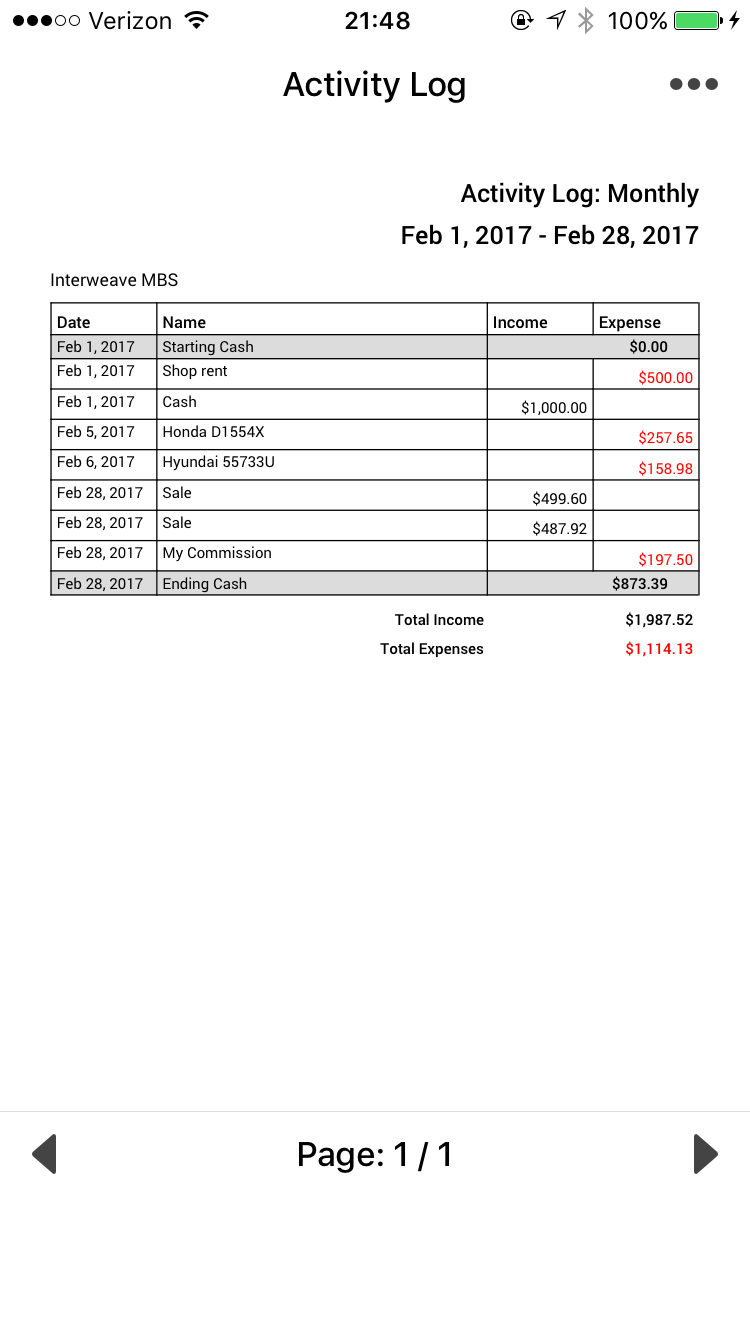 Verizon 21:48 100%
Activity Log
Activity Log: Monthly
Feb 1, 2017 - Feb 28, 2017
Interweave MBS
Date Name Income Expense
Feb 1, 2017 Starting Cash $0.00
Feb 1, 2017 Shop rent $500.00
Feb 1, 2017 Cash $1,000.00
Feb 5, 2017 Honda D1554X $257.65
Feb 6, 2017 Hyundai 55733U $158.98
Feb 28, 2017 Sale $499.60
Feb 28, 2017 Sale $487.92
Feb 28, 2017 My Commission $197.50
Feb 28, 2017 Ending Cash $873.39
Total Income $1,987.52
Total Expenses $1,114.13
Page: 1 / 1